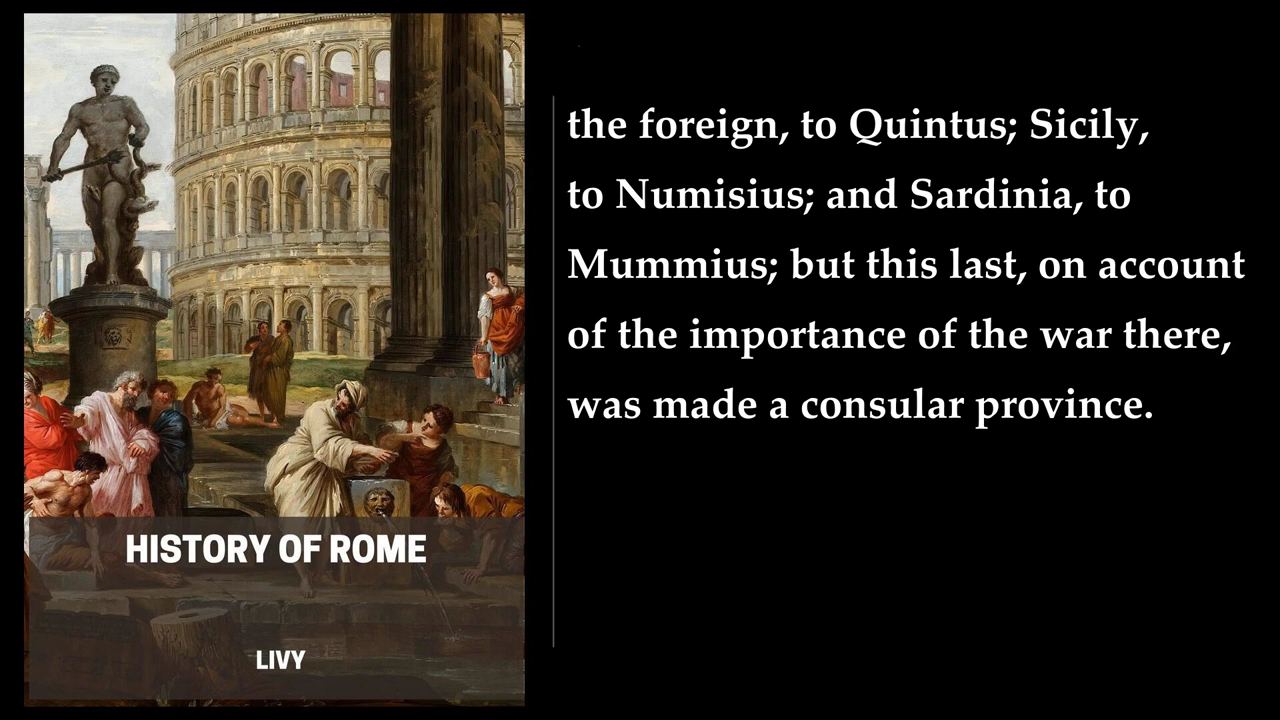 the foreign, to Quintus; Sicily,
to Numisius; and Sardinia, to
Mummius; but this last, on account
of the importance of the war there,
was made a consular province.
HISTORY OF ROME
LIVY